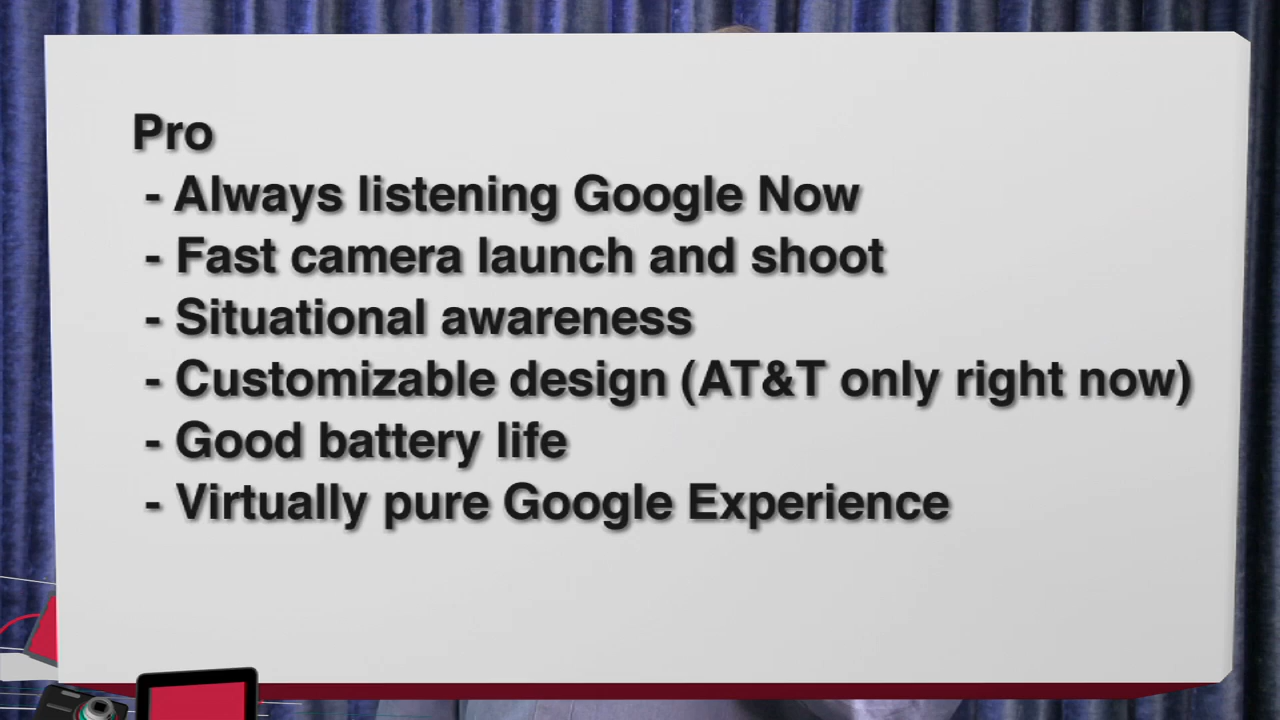 Pro
- Always listening Google Now
- Fast camera launch and shoot
- Situational awareness
- Customizable design (AT&T only right now)
- Good battery life
- Virtually pure Google Experience